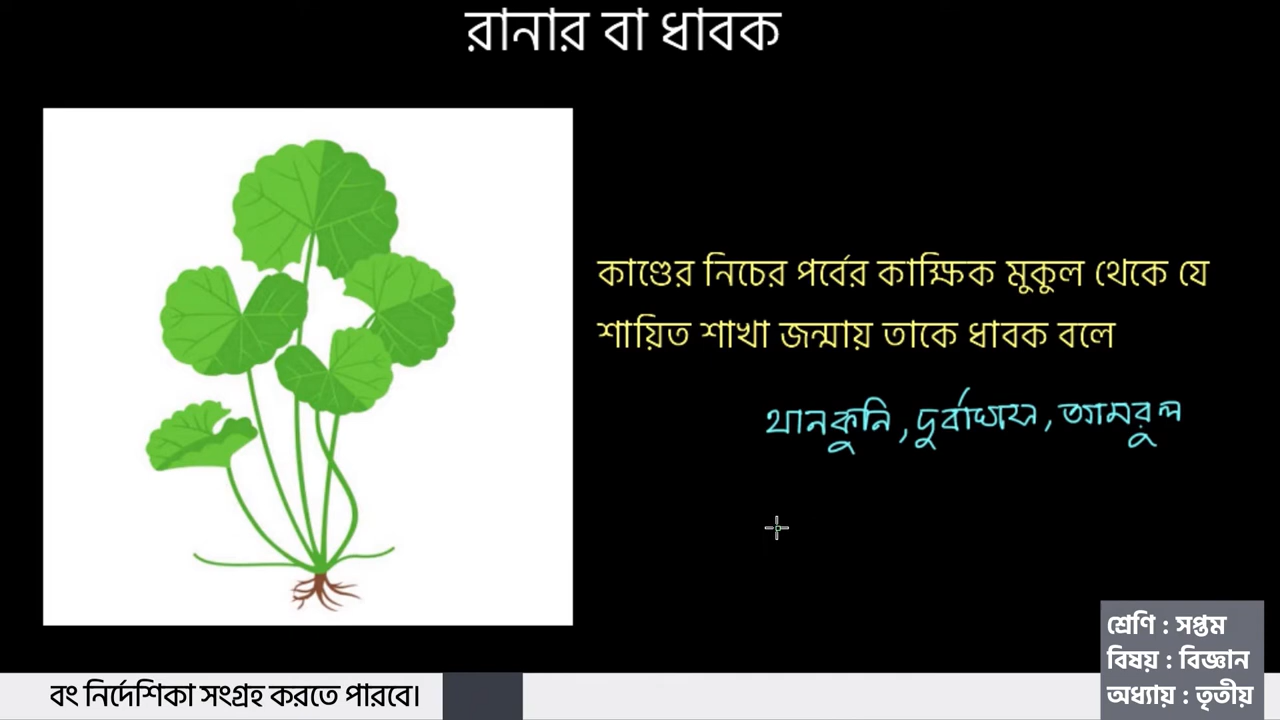 রানার বা ধাবক
কাণ্ডের নিচের পর্বের কাক্ষিক মুকুল থেকে যে
শায়িত শাখা জন্মায় তাকে ধাবক বলে
থানকুনি, দুর্বাঘাস, আমরুল
শ্রেণি : সপ্তম
বিষয় : বিজ্ঞান
অধ্যায় : তৃতীয়
বং নির্দেশিকা সংগ্রহ করতে পারবে।